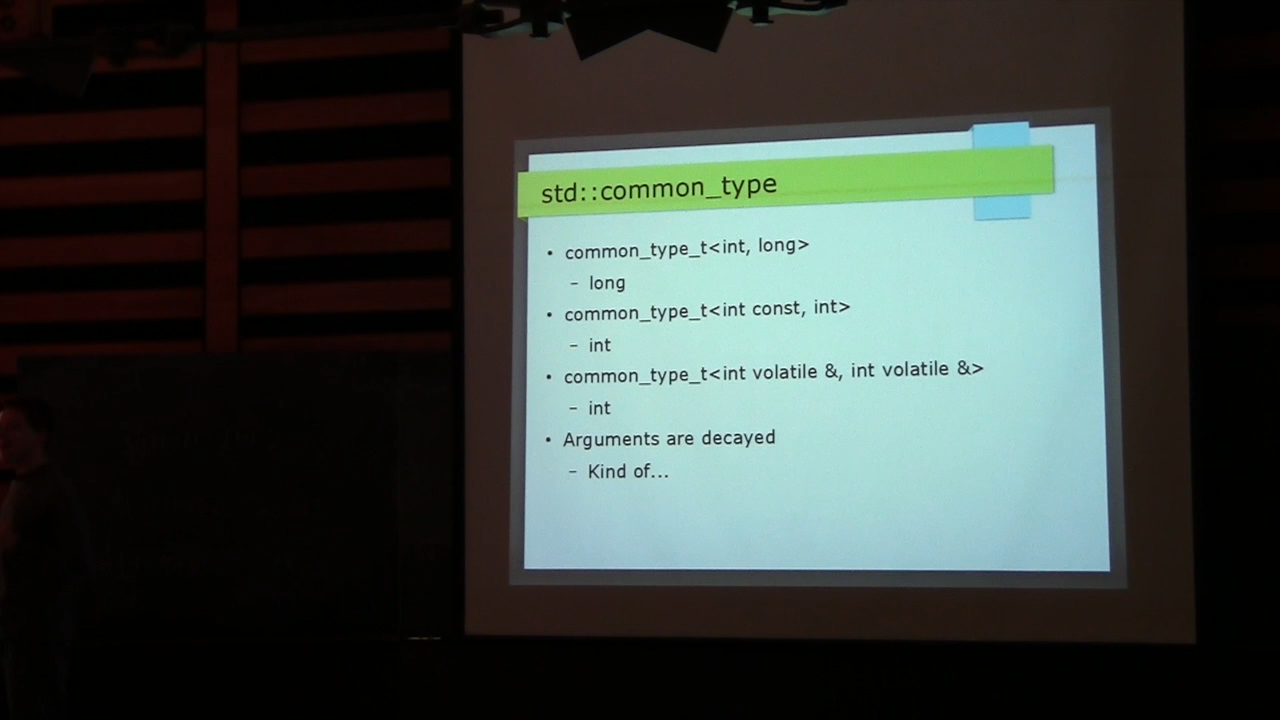 std::common_type
• common_type_t<int, long>
– long
• common_type_t<int const, int>
– int
• common_type_t<int volatile &, int volatile &>
– int
• Arguments are decayed
– Kind of...